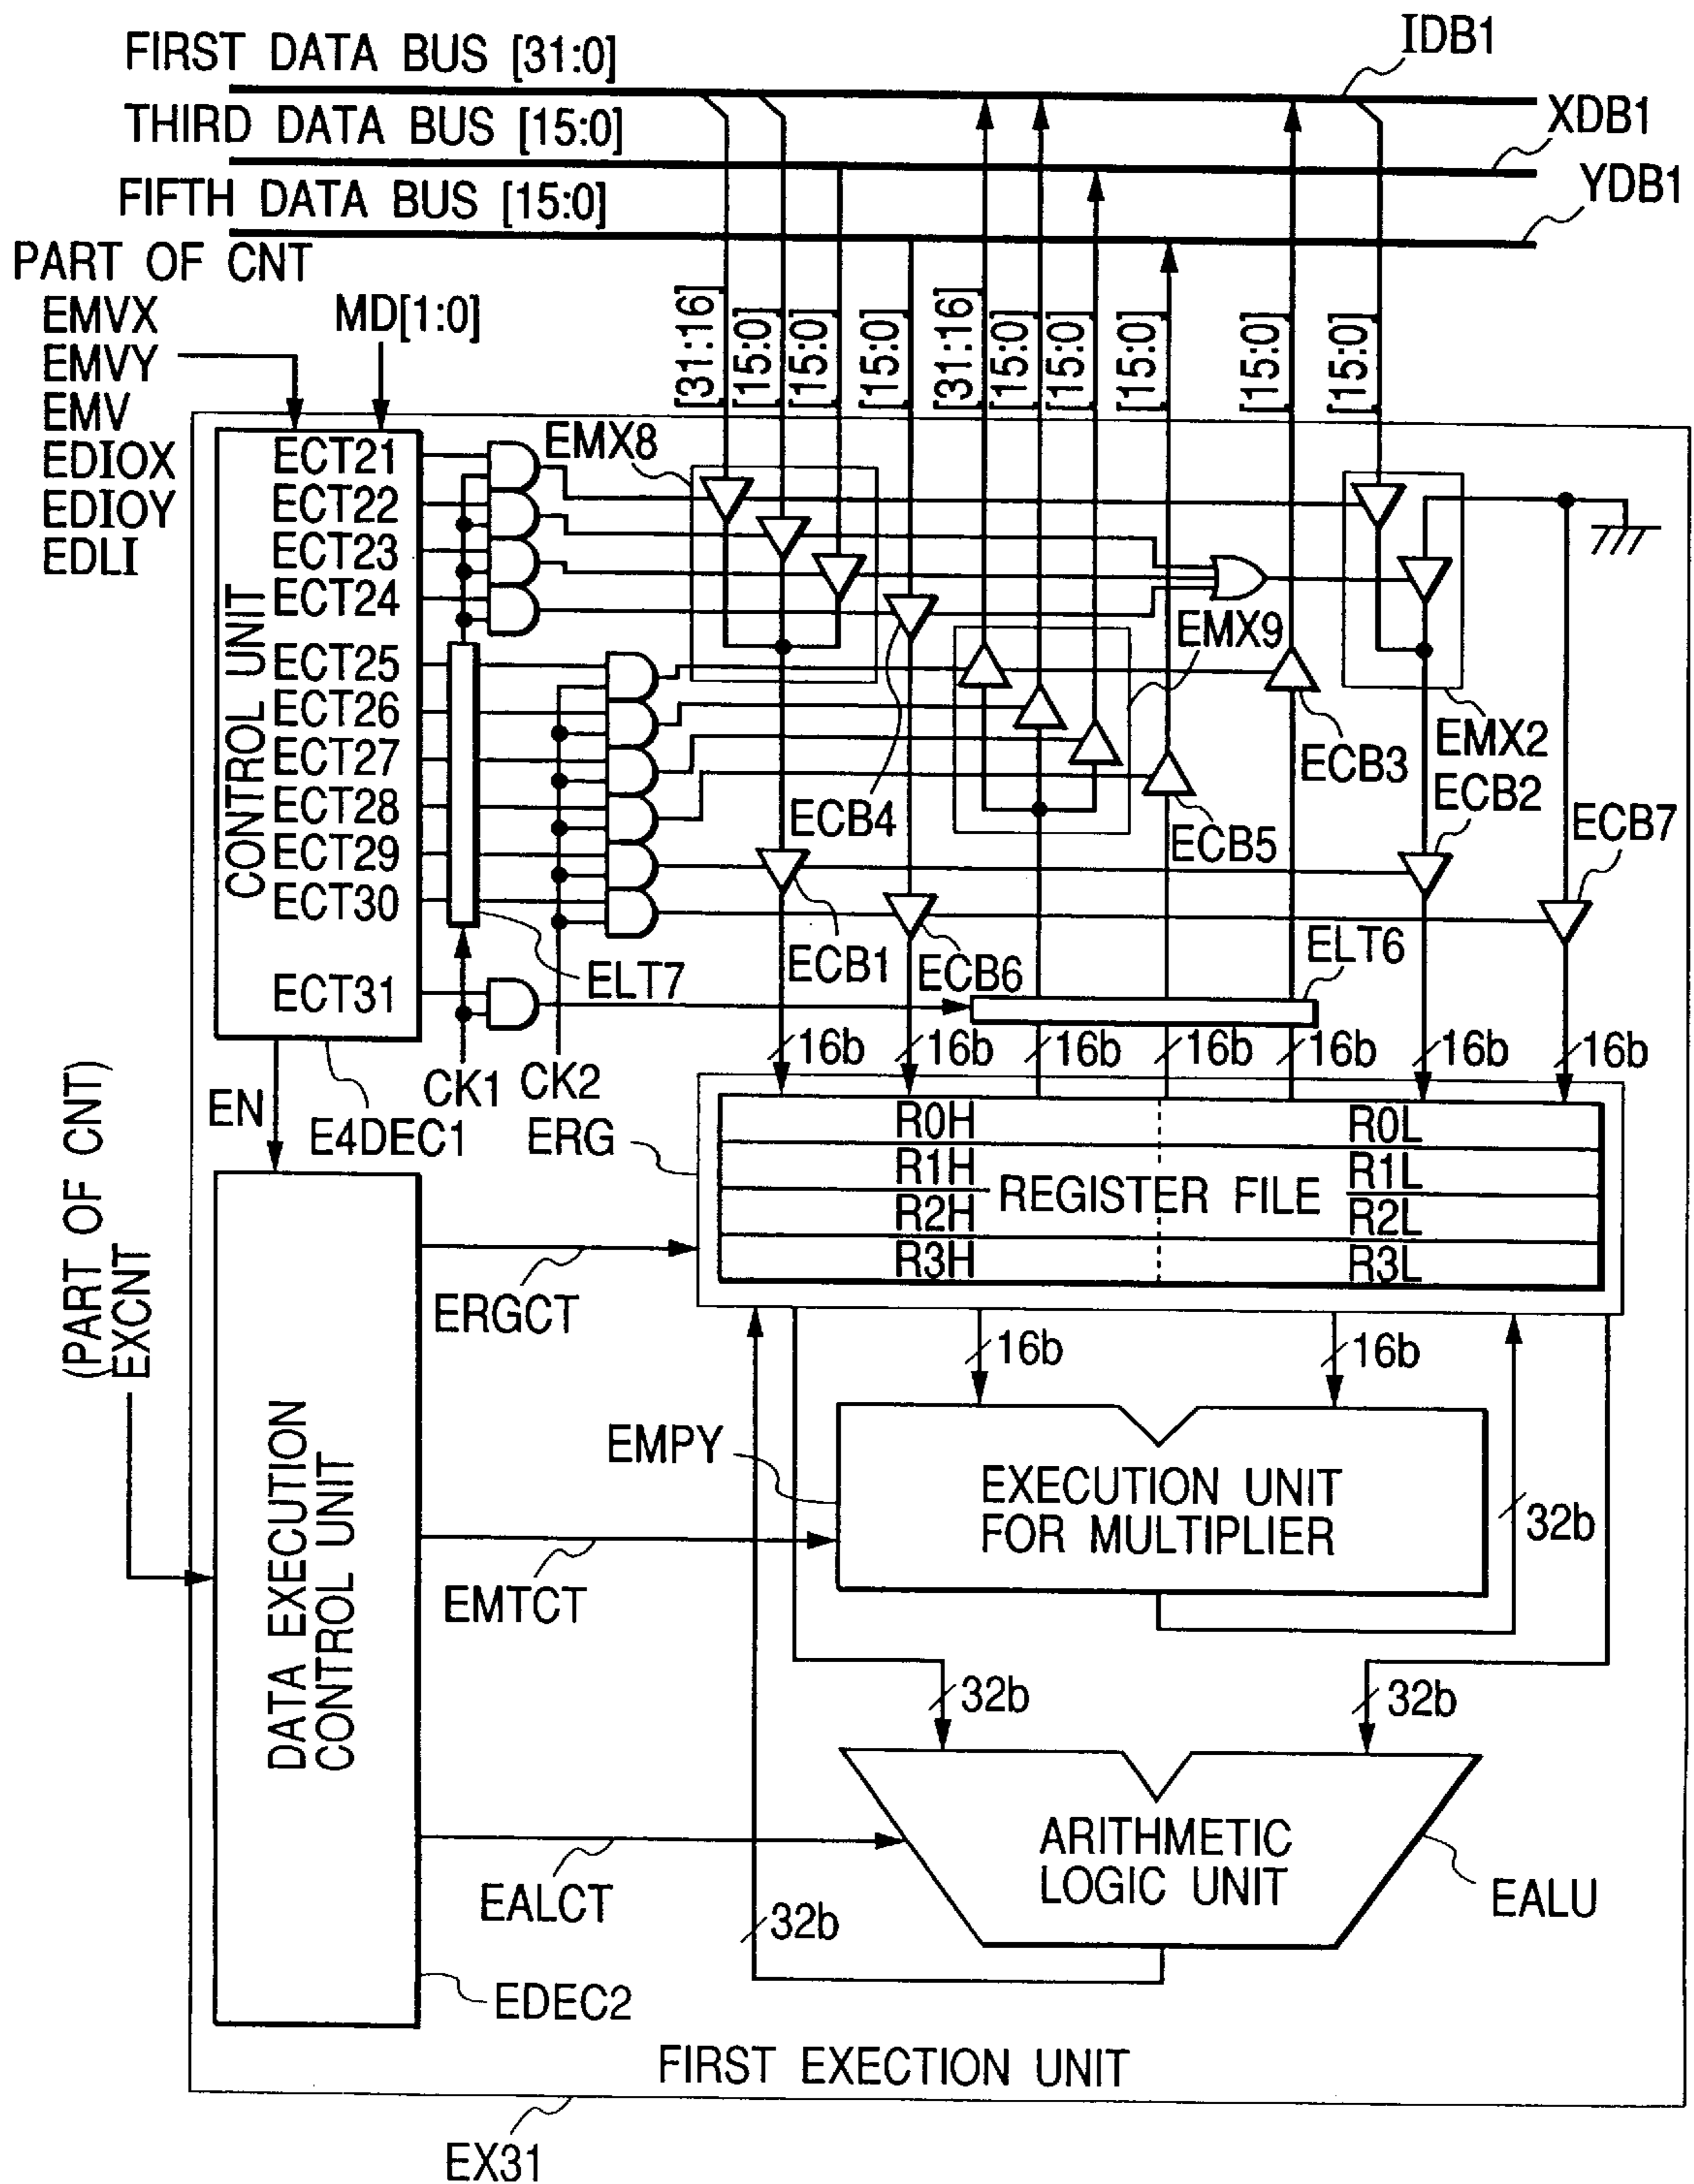 FIRST DATA BUS [31:0]
IDB1
THIRD DATA BUS [15:0]
XDB1
FIFTH DATA BUS [15:0]
YDB1
PART OF CNT
EMVX
EMVY
EMV
EDIOX
EDIOY
EDLI
MD[1:0]
[31:16]
[15:0]
[15:0]
[15:0]
[31:16]
[15:0]
[15:0]
[15:0]
[15:0]
[15:0]
CONTROL UNIT
ECT21
ECT22
ECT23
ECT24
ECT25
ECT26
ECT27
ECT28
ECT29
ECT30
ECT31
EMX8
EMX9
EMX2
ECB3
ECB2
ECB4
ECB5
ECB7
ECB1
ECB6
ELT6
ELT7
16b
16b
16b
16b
16b
16b
16b
CK1
CK2
EN
E4DEC1
ERG
R0H
R0L
R1H
R1L
REGISTER FILE
R2H
R2L
R3H
R3L
(PART OF CNT)
EXCNT
ERGCT
16b
16b
EMPY
EXECUTION UNIT
FOR MULTIPLIER
32b
DATA EXECUTION
CONTROL UNIT
EMTCT
32b
32b
ARITHMETIC
LOGIC UNIT
EALCT
EALU
32b
EDEC2
FIRST EXECTION UNIT
EX31